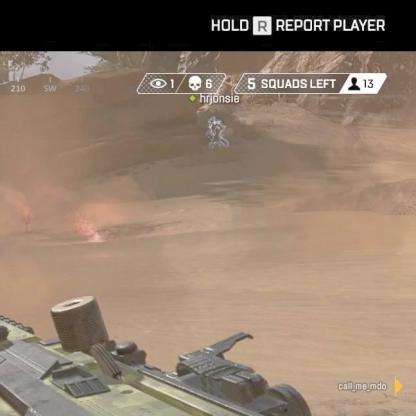 HOLD R REPORT PLAYER
210 SW 240
1 6 5 SQUADS LEFT 13
hrjonsie
call_me_mdo